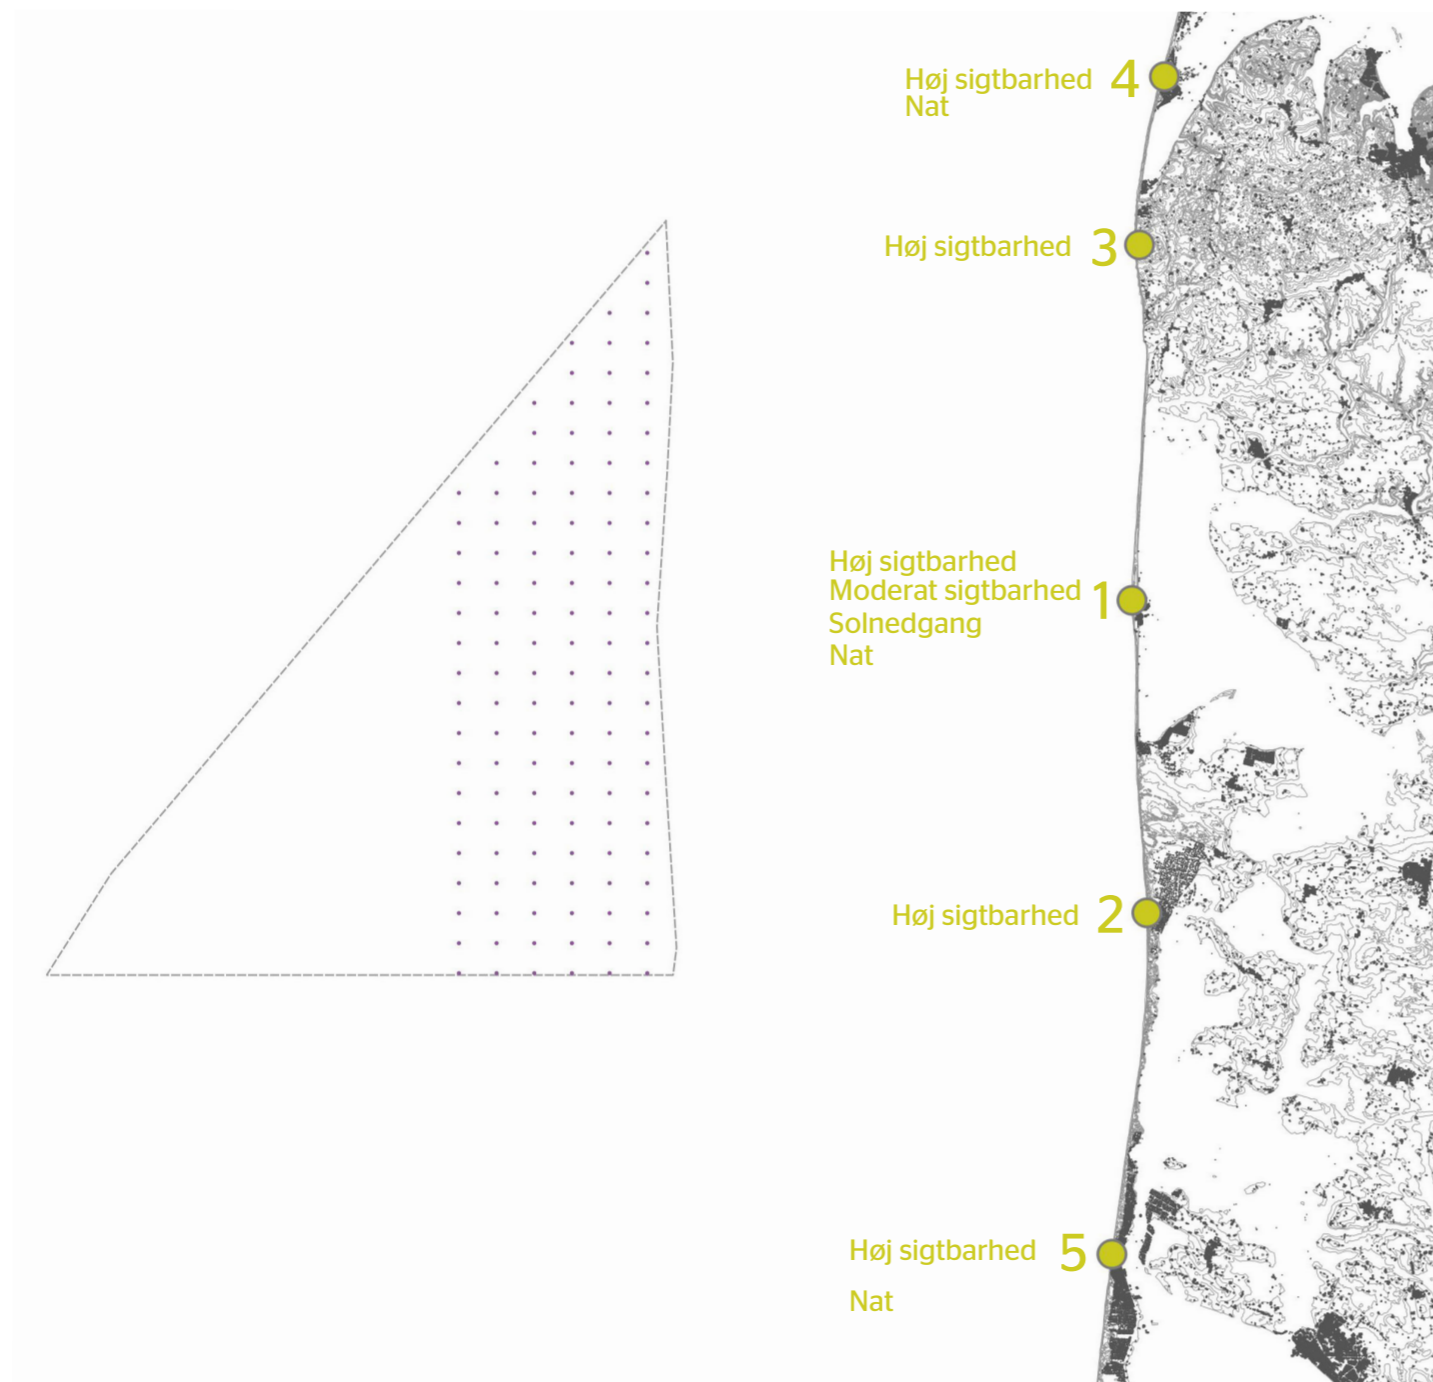 Høj sigtbarhed 4
Nat
Høj sigtbarhed 3
Høj sigtbarhed
Moderat sigtbarhed 1
Solnedgang
Nat
Høj sigtbarhed 2
Høj sigtbarhed 5
Nat